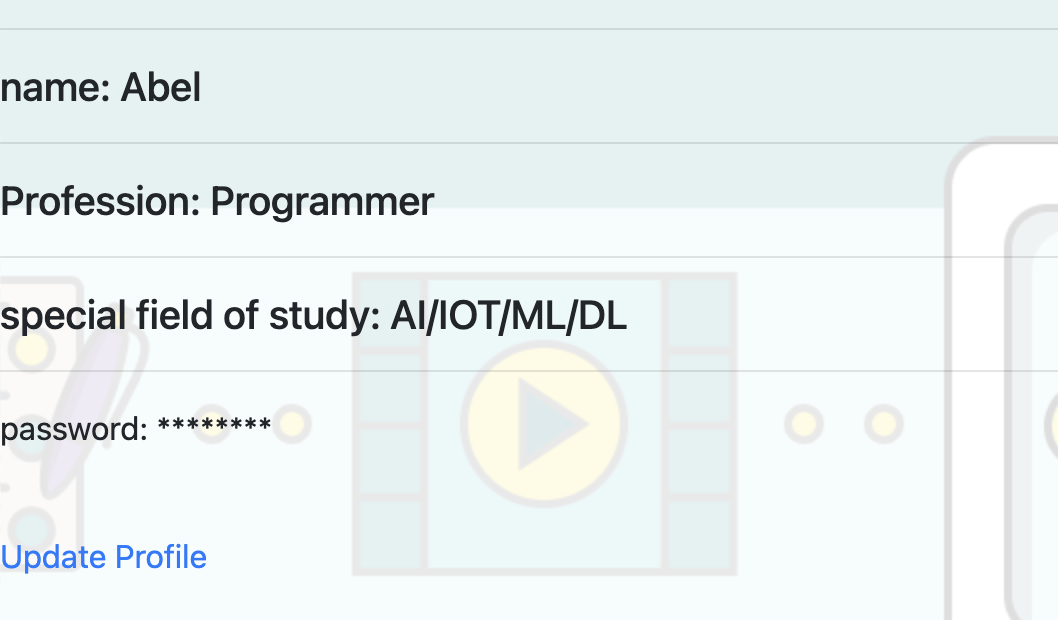 name: Abel
Profession: Programmer
special field of study: AI/IOT/ML/DL
password: ********
Update Profile